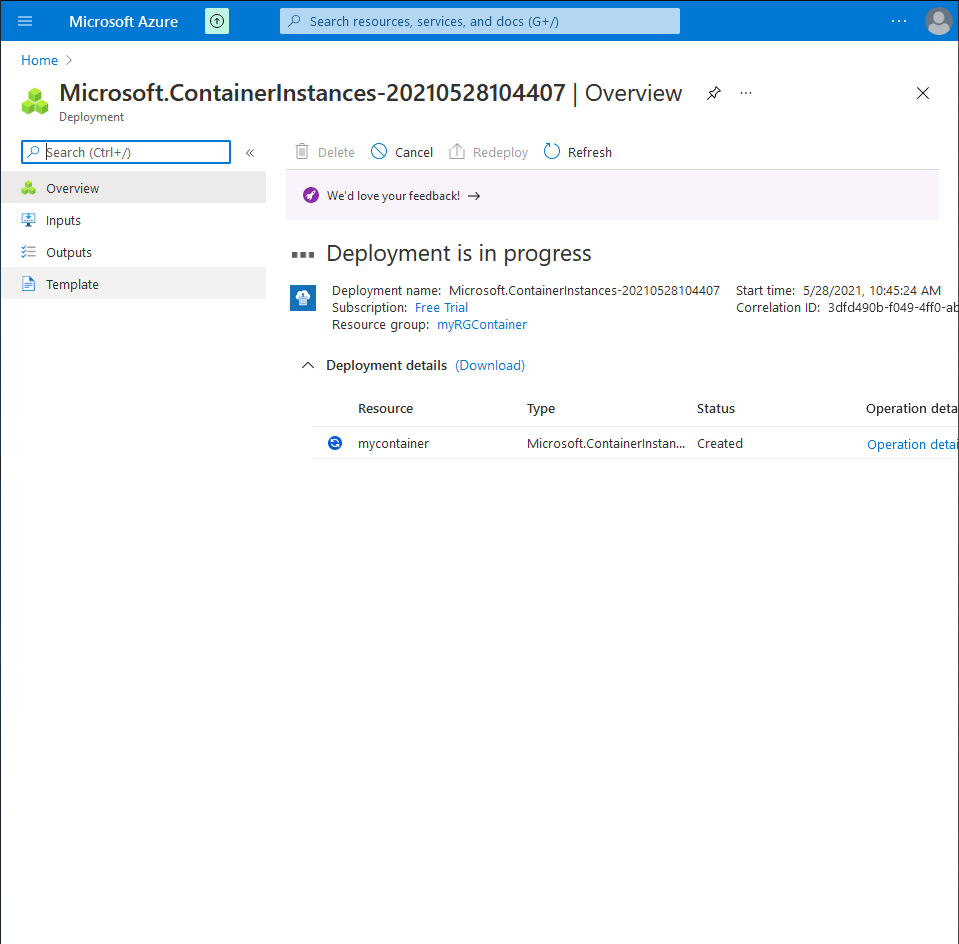 Microsoft Azure
Search resources, services, and docs (G+/)
Home
Microsoft.ContainerInstances-20210528104407 | Overview
Deployment
Search (Ctrl+/)
Delete
Cancel
Redeploy
Refresh
Overview
Inputs
Outputs
Template
We'd love your feedback!
Deployment is in progress
Deployment name: Microsoft.ContainerInstances-20210528104407
Subscription: Free Trial
Resource group: myRGContainer
Start time: 5/28/2021, 10:45:24 AM
Correlation ID: 3dfd490b-f049-4ff0-ab
Deployment details (Download)
Resource Type Status Operation deta
mycontainer Microsoft.ContainerInstan... Created Operation detai